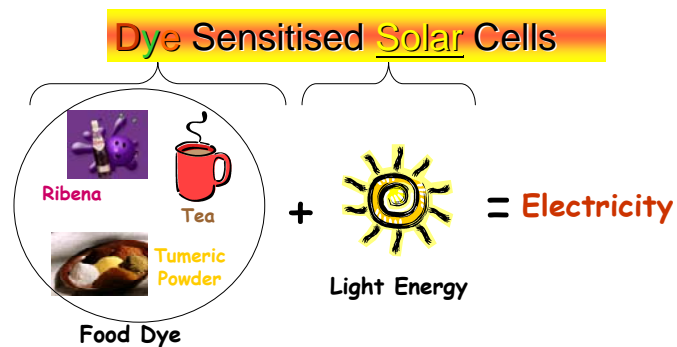 Dye Sensitised Solar Cells
Ribena
Tea
Tumeric
Powder
Food Dye
+
Light Energy
= Electricity